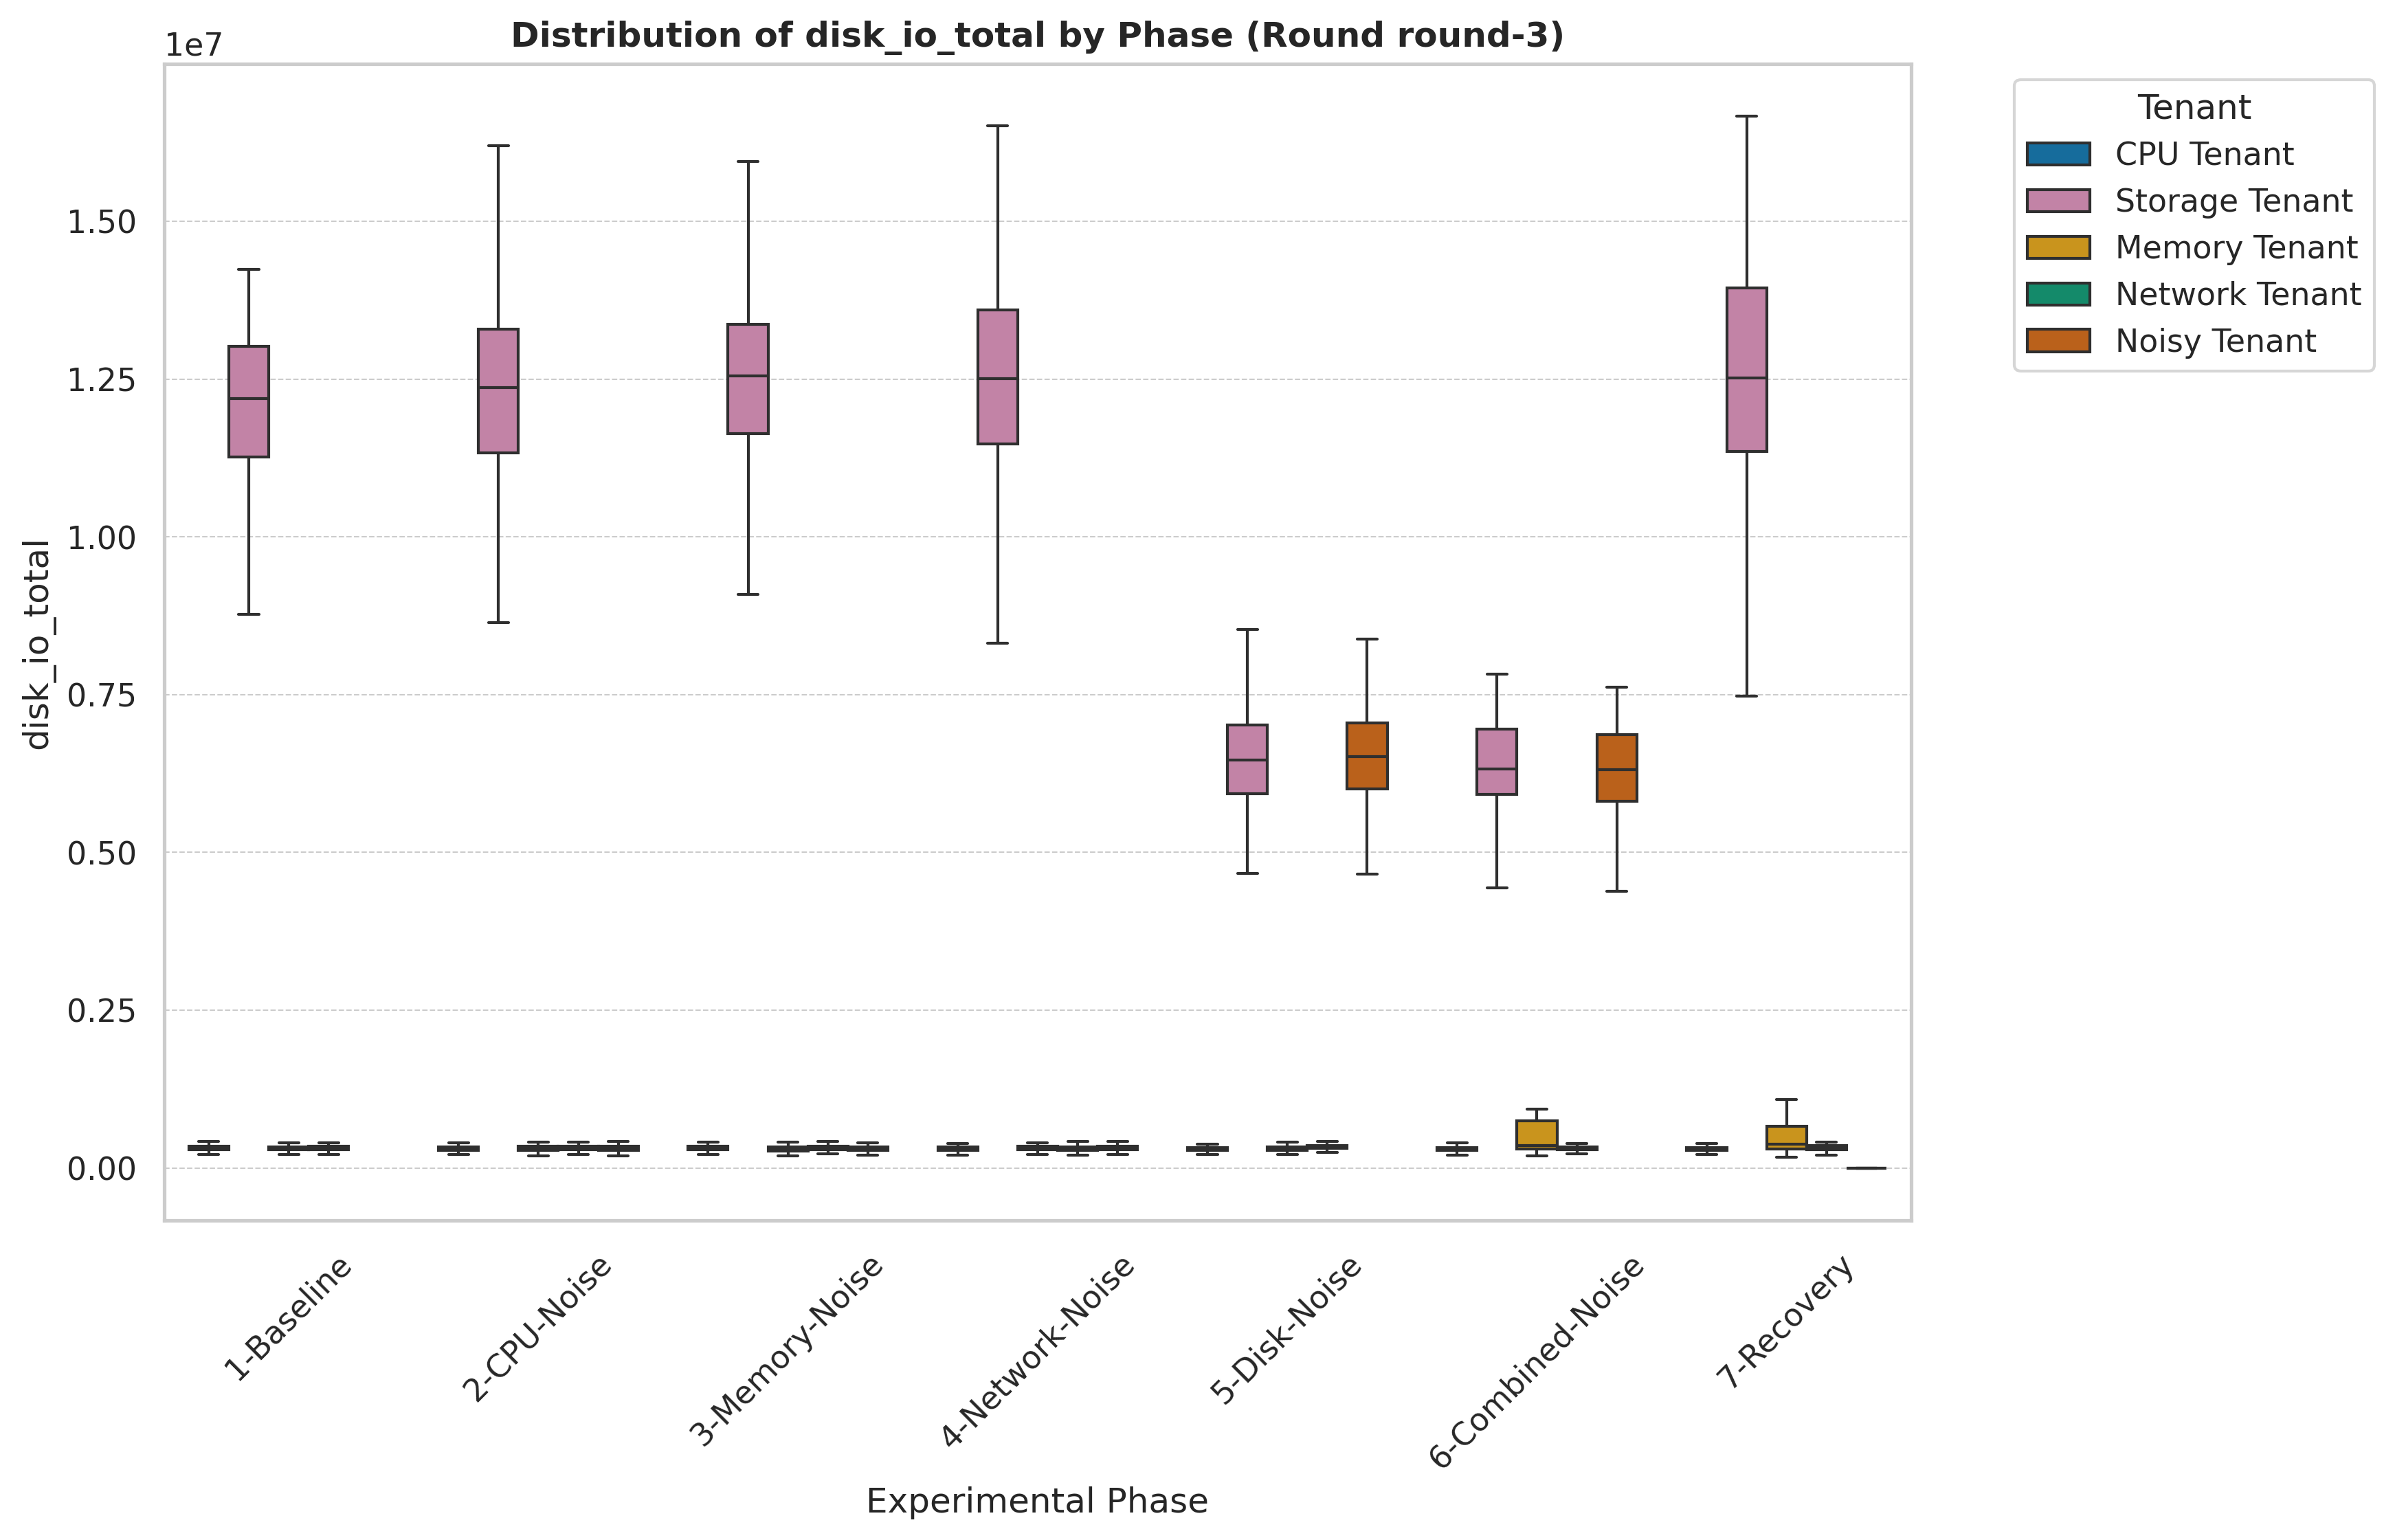 Distribution of disk_io_total by Phase (Round round-3)
1e7
1.50
1.25
1.00
0.75
0.50
0.25
0.00
disk_io_total
1-Baseline
2-CPU-Noise
3-Memory-Noise
4-Network-Noise
5-Disk-Noise
6-Combined-Noise
7-Recovery
Experimental Phase
Tenant
CPU Tenant
Storage Tenant
Memory Tenant
Network Tenant
Noisy Tenant